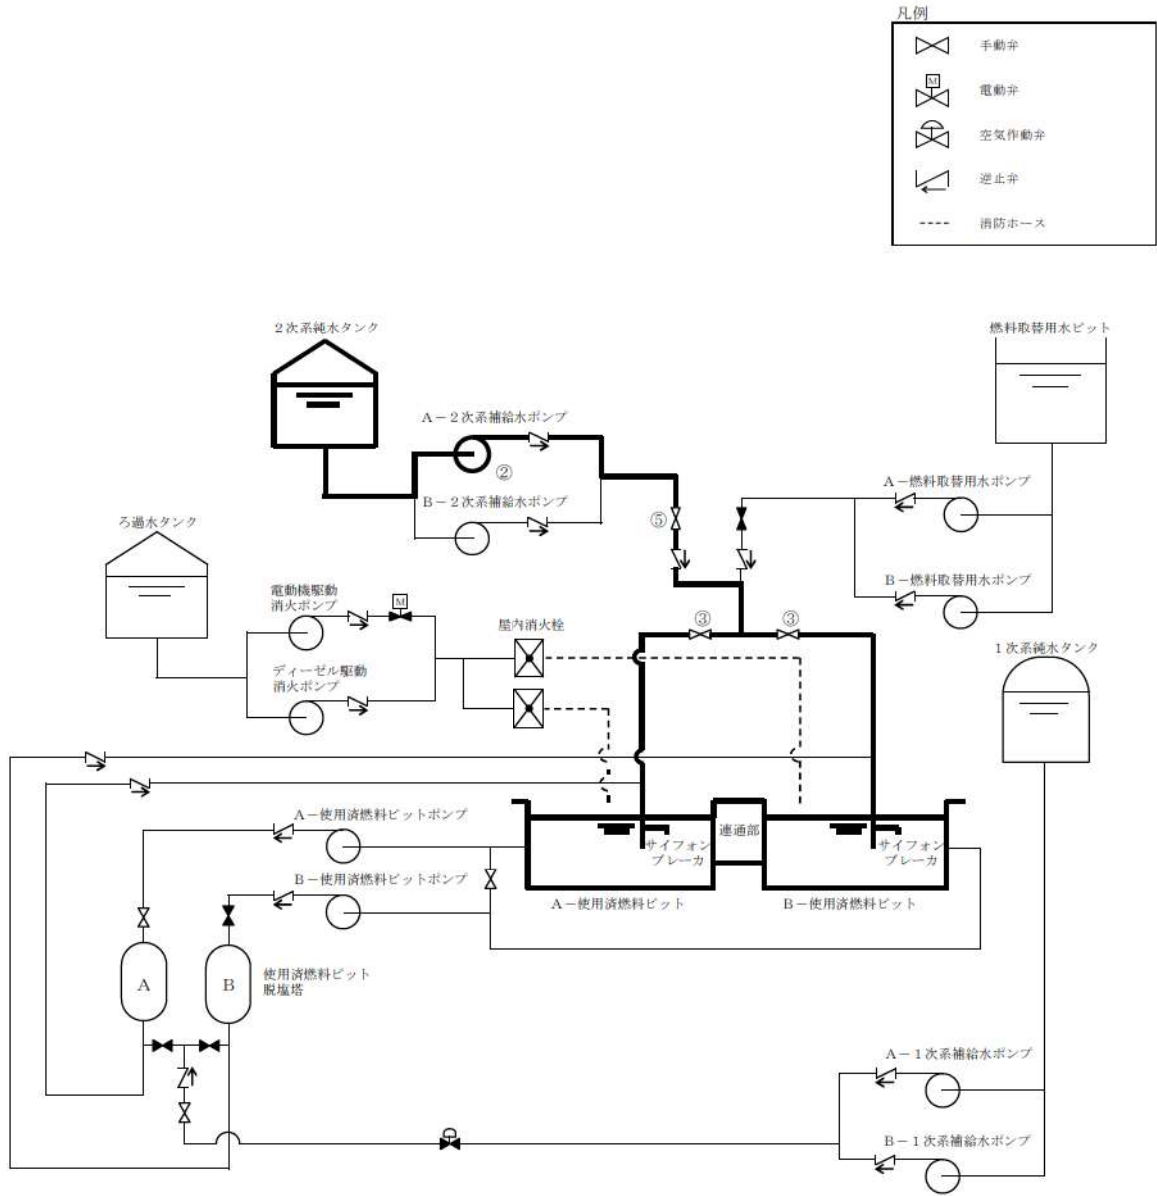 凡例
手動弁
M
電動弁
空気作動弁
逆止弁
消防ホース
2次系純水タンク
燃料取替用水ピット
A-2次系補給水ポンプ
②
B-2次系補給水ポンプ
⑤
A-燃料取替用水ポンプ
B-燃料取替用水ポンプ
ろ過水タンク
電動機駆動
消火ポンプ
M
屋内消火栓
③
③
ディーゼル駆動
消火ポンプ
1次系純水タンク
A-使用済燃料ピットポンプ
連通部
サイフォン
ブレーカ
サイフォン
ブレーカ
B-使用済燃料ピットポンプ
A-使用済燃料ピット
B-使用済燃料ピット
A
B
使用済燃料ピット
脱塩塔
A-1次系補給水ポンプ
B-1次系補給水ポンプ